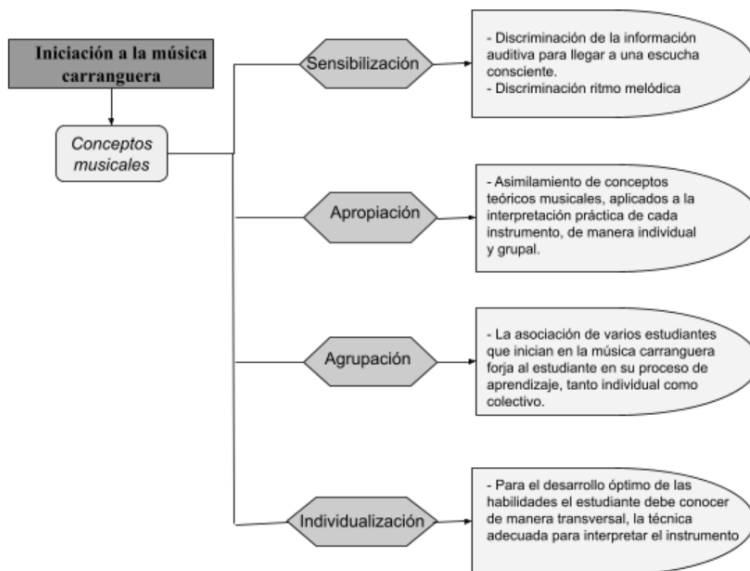 Iniciación a la música
carranguera
Conceptos
musicales
Sensibilización
- Discriminación de la información
auditiva para llegar a una escucha
consciente.
- Discriminación ritmo melódica
Apropiación
- Asimilamiento de conceptos
teóricos musicales, aplicados a la
interpretación práctica de cada
instrumento, de manera individual
y grupal.
Agrupación
- La asociación de varios estudiantes
que inician en la música carranguera
forja al estudiante en su proceso de
aprendizaje, tanto individual como
colectivo.
Individualización
- Para el desarrollo óptimo de las
habilidades el estudiante debe conocer
de manera transversal, la técnica
adecuada para interpretar el instrumento